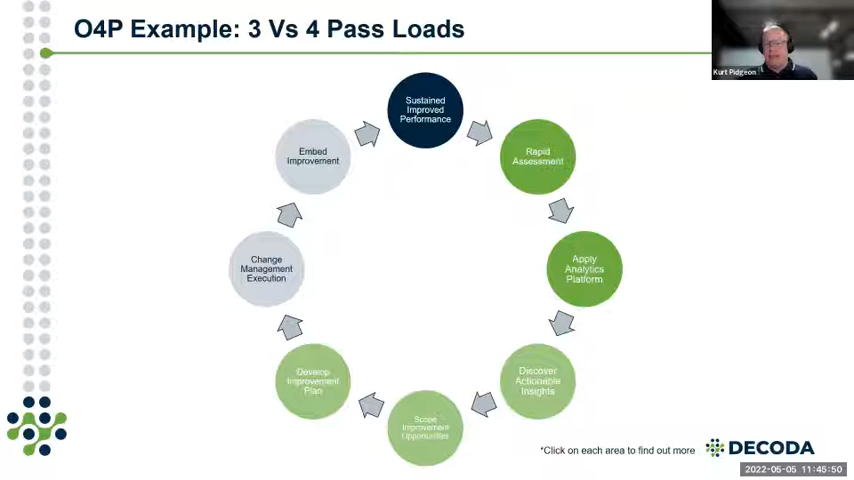 O4P Example: 3 Vs 4 Pass Loads
Kurt Pidgeon
Sustained
Improved
Performance
Rapid
Assessment
Apply
Analytics
Platform
Discover
Actionable
Insights
Scope
Improvement
Opportunities
Develop
Improvement
Plan
Change
Management
Execution
Embed
Improvement
*Click on each area to find out more
DECODA
2022-05-05 11:45:50